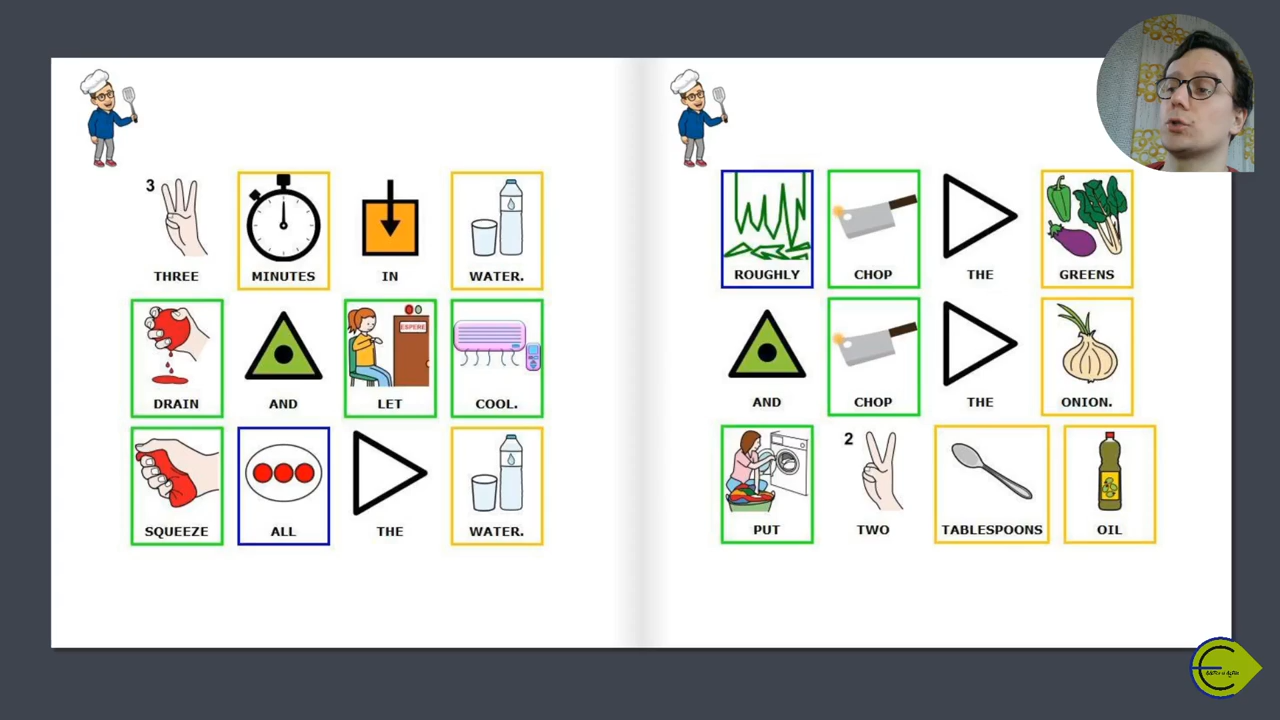 3
THREE MINUTES IN WATER.
ESPERE
DRAIN AND LET COOL.
SQUEEZE ALL THE WATER.
ROUGHLY CHOP THE GREENS
AND CHOP THE ONION.
2
PUT TWO TABLESPOONS OIL